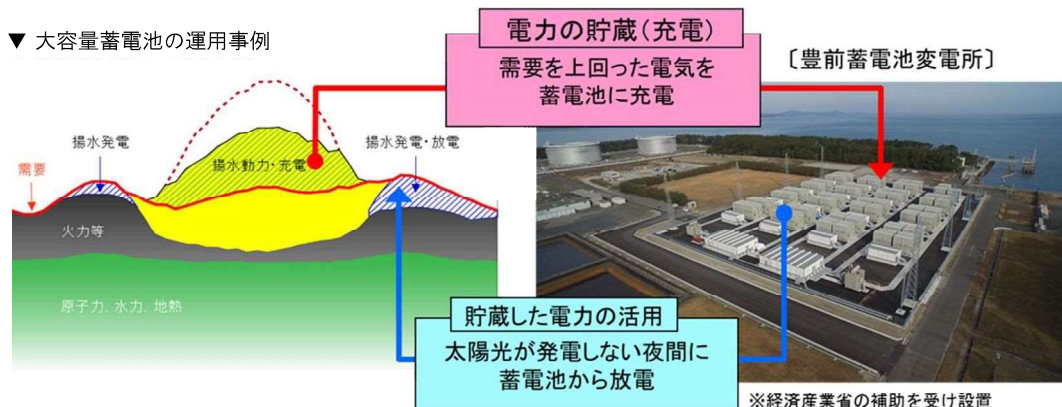 ▼ 大容量蓄電池の運用事例
電力の貯蔵(充電)
需要を上回った電気を
蓄電池に充電
〔豊前蓄電池変電所〕
揚水発電
揚水動力・充電
揚水発電・放電
需要
火力等
原子力、水力、地熱
貯蔵した電力の活用
太陽光が発電しない夜間に
蓄電池から放電
※経済産業省の補助を受け設置